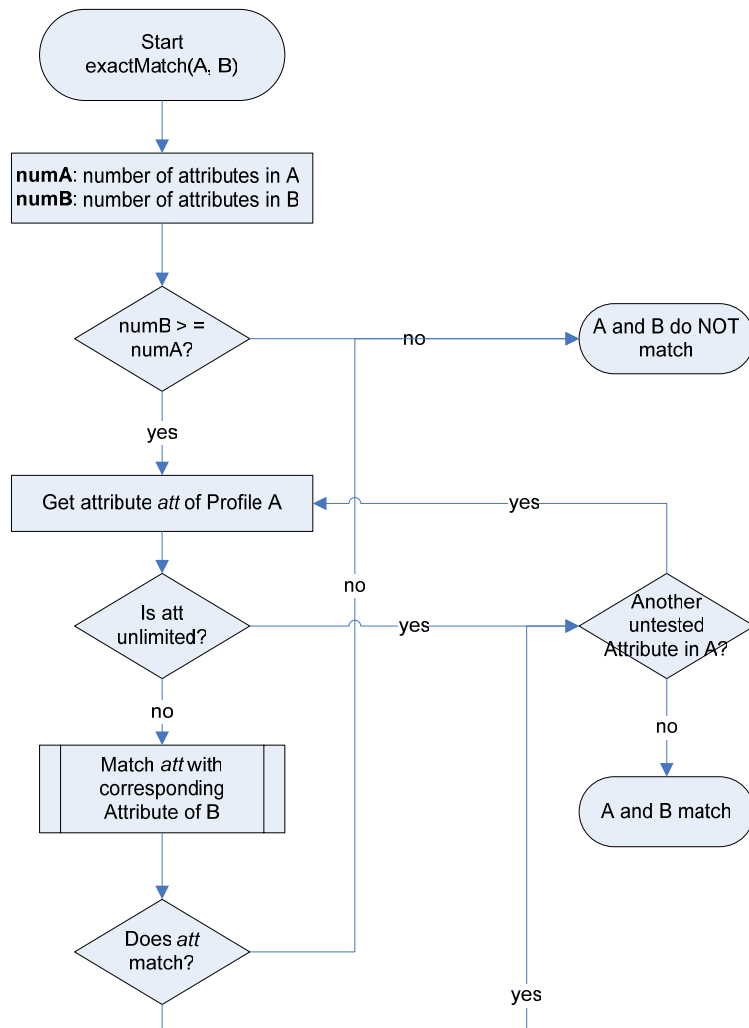 Start
exactMatch(A, B)
numA: number of attributes in A
numB: number of attributes in B
numB > =
numA?
no
A and B do NOT
match
yes
Get attribute att of Profile A
yes
no
Is att
unlimited?
yes
Another
untested
Attribute in A?
no
no
Match att with
corresponding
Attribute of B
A and B match
Does att
match?
yes